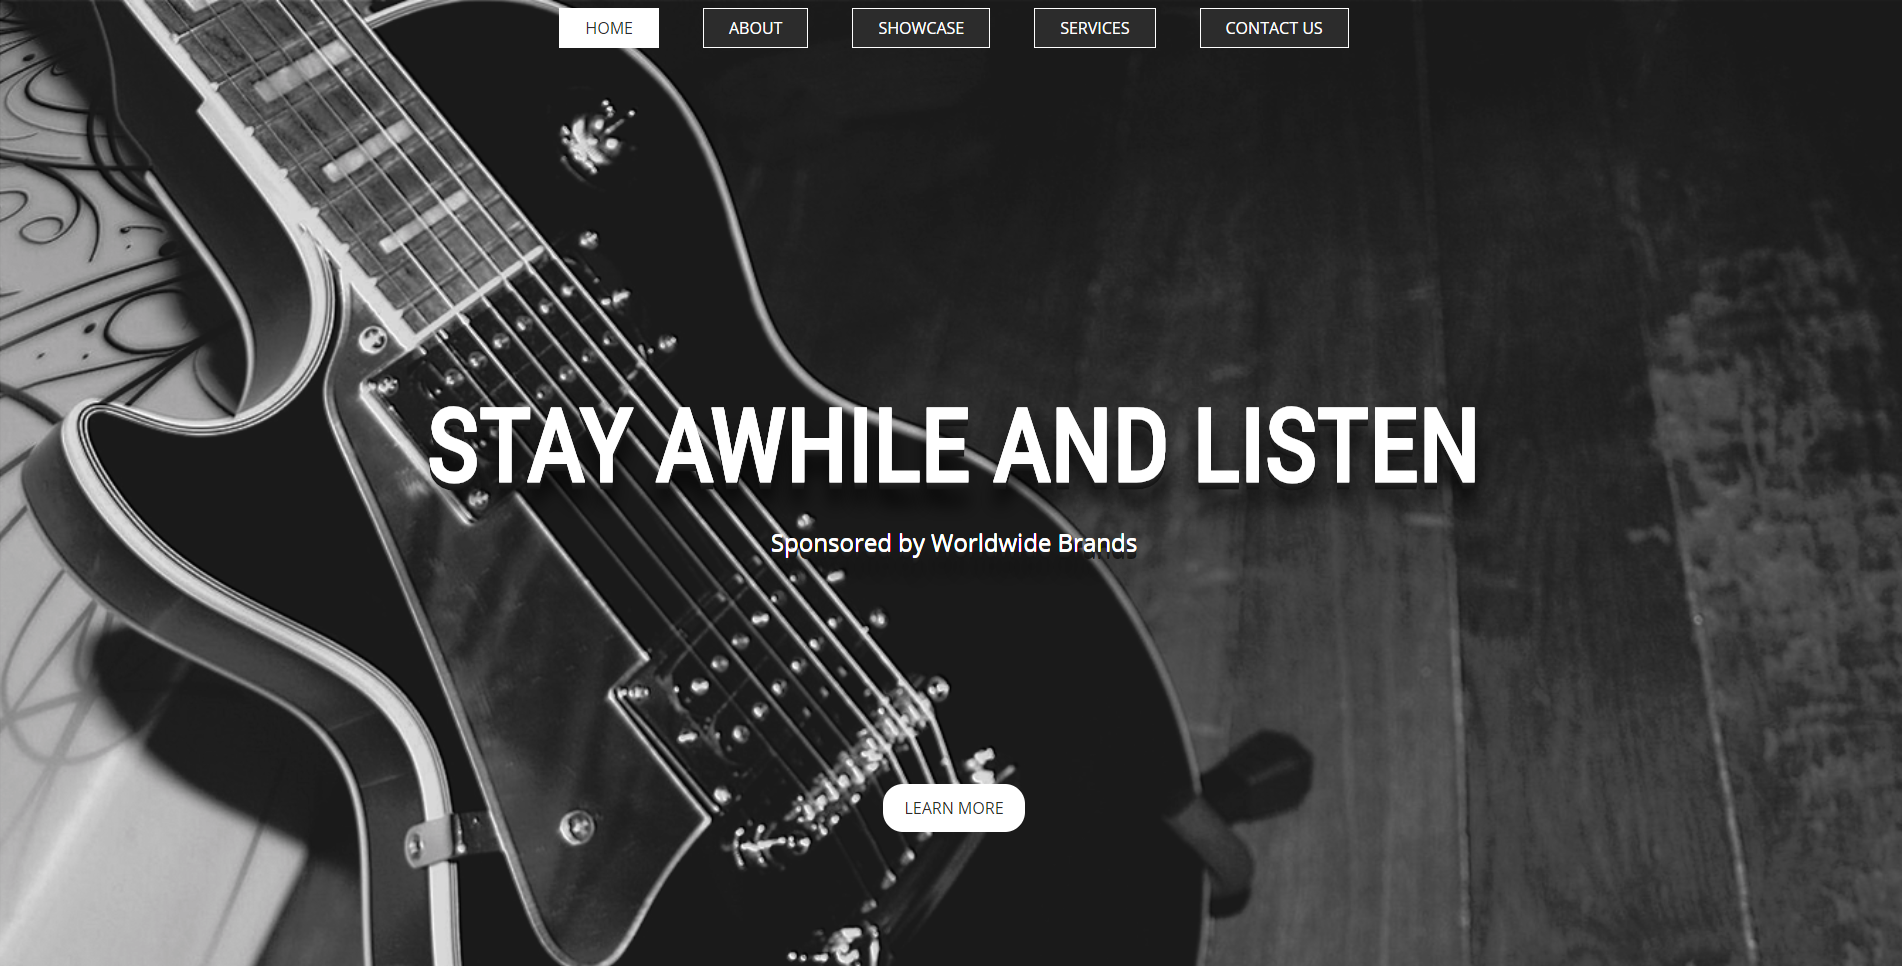 HOME
ABOUT
SHOWCASE
SERVICES
CONTACT US
STAY AWHILE AND LISTEN
Sponsored by Worldwide Brands
LEARN MORE